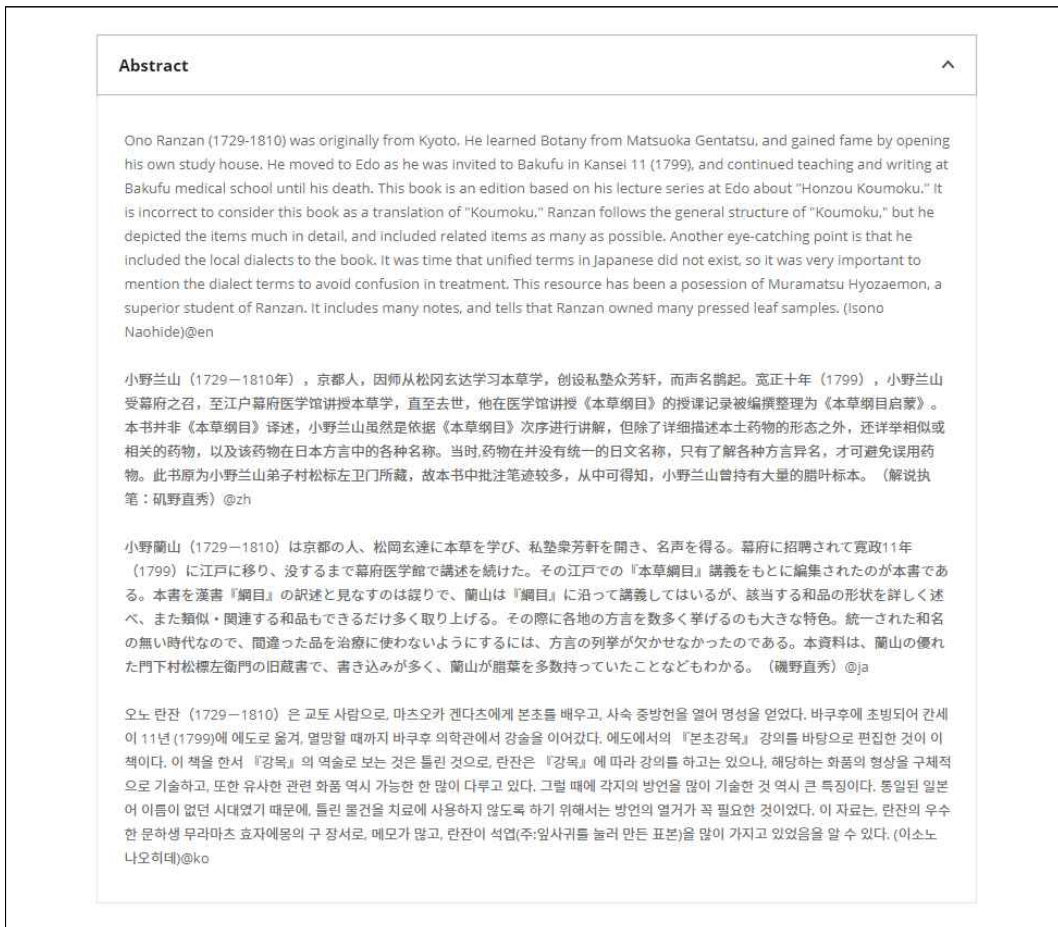 Abstract
Ono Ranzan (1729-1810) was originally from Kyoto. He learned Botany from Matsuoka Gentatsu, and gained fame by opening
his own study house. He moved to Edo as he was invited to Bakufu in Kansei 11 (1799), and continued teaching and writing at
Bakufu medical school until his death. This book is an edition based on his lecture series at Edo about "Honzou Koumoku." It
is incorrect to consider this book as a translation of "Koumoku." Ranzan follows the general structure of "Koumoku," but he
depicted the items much in detail, and included related items as many as possible. Another eye-catching point is that he
included the local dialects to the book. It was time that unified terms in Japanese did not exist, so it was very important to
mention the dialect terms to avoid confusion in treatment. This resource has been a posession of Muramatsu Hyozaemon, a
superior student of Ranzan. It includes many notes, and tells that Ranzan owned many pressed leaf samples. (Isono
Naohide)@en
小野兰山（1729－1810年），京都人，因师从松冈玄达学习本草学，创设私塾众芳轩，而声名鹊起。宽正十年（1799），小野兰山
受幕府之召，至江户幕府医学馆讲授本草学，直至去世，他在医学馆讲授《本草纲目》的授课记录被编撰整理为《本草纲目启蒙》。
本书并非《本草纲目》译述，小野兰山虽然是依据《本草纲目》次序进行讲解，但除了详细描述本土药物的形态之外，还详举相似或
相关的药物，以及该药物在日本方言中的各种名称。当时,药物在并没有统一的日文名称，只有了解各种方言异名，才可避免误用药
物。此书原为小野兰山弟子村松标左卫门所藏，故本书中批注笔迹较多，从中可得知，小野兰山曾持有大量的腊叶标本。（解说执
笔：矶野直秀）@zh
小野蘭山（1729－1810）は京都の人、松岡玄達に本草を学び、私塾衆芳軒を開き、名声を得る。幕府に招聘されて寛政11年
（1799）に江戸に移り、没するまで幕府医学館で講述を続けた。その江戸での『本草綱目』講義をもとに編集されたのが本書であ
る。本書を漢書『綱目』の訳述と見なすのは誤りで、蘭山は『綱目』に沿って講義してはいるが、該当する和品の形状を詳しく述
べ、また類似・関連する和品もできるだけ多く取り上げる。その際に各地の方言を数多く挙げるのも大きな特色。統一された和名
の無い時代なので、間違った品を治療に使わないようにするには、方言の列挙が欠かせなかったのである。本資料は、蘭山の優れ
た門下村松標左衛門の旧蔵書で、書き込みが多く、蘭山が腊葉を多数持っていたことなどもわかる。（磯野直秀）@ja
오노 란잔（1729－1810）은 교토 사람으로, 마츠오카 겐다츠에게 본초를 배우고, 사숙 중방헌을 열어 명성을 얻었다. 바쿠후에 초빙되어 칸세
이 11년 (1799)에 에도로 옮겨, 멸망할 때까지 바쿠후 의학관에서 강술을 이어갔다. 에도에서의 『본초강목』 강의를 바탕으로 편집한 것이 이
책이다. 이 책을 한서 『강목』의 역술로 보는 것은 틀린 것으로, 란잔은 『강목』에 따라 강의를 하고는 있으나, 해당하는 화품의 형상을 구체적
으로 기술하고, 또한 유사한 관련 화품 역시 가능한 한 많이 다루고 있다. 그럴 때에 각지의 방언을 많이 기술한 것 역시 큰 특징이다. 통일된 일본
어 이름이 없던 시대였기 때문에, 틀린 물건을 치료에 사용하지 않도록 하기 위해서는 방언의 열거가 꼭 필요한 것이었다. 이 자료는, 란잔의 우수
한 문하생 무라마츠 효자에몽의 구 장서로, 메모가 많고, 란잔이 석엽(주:잎사귀를 눌러 만든 표본)을 많이 가지고 있었음을 알 수 있다. (이소노
나오히데)@ko